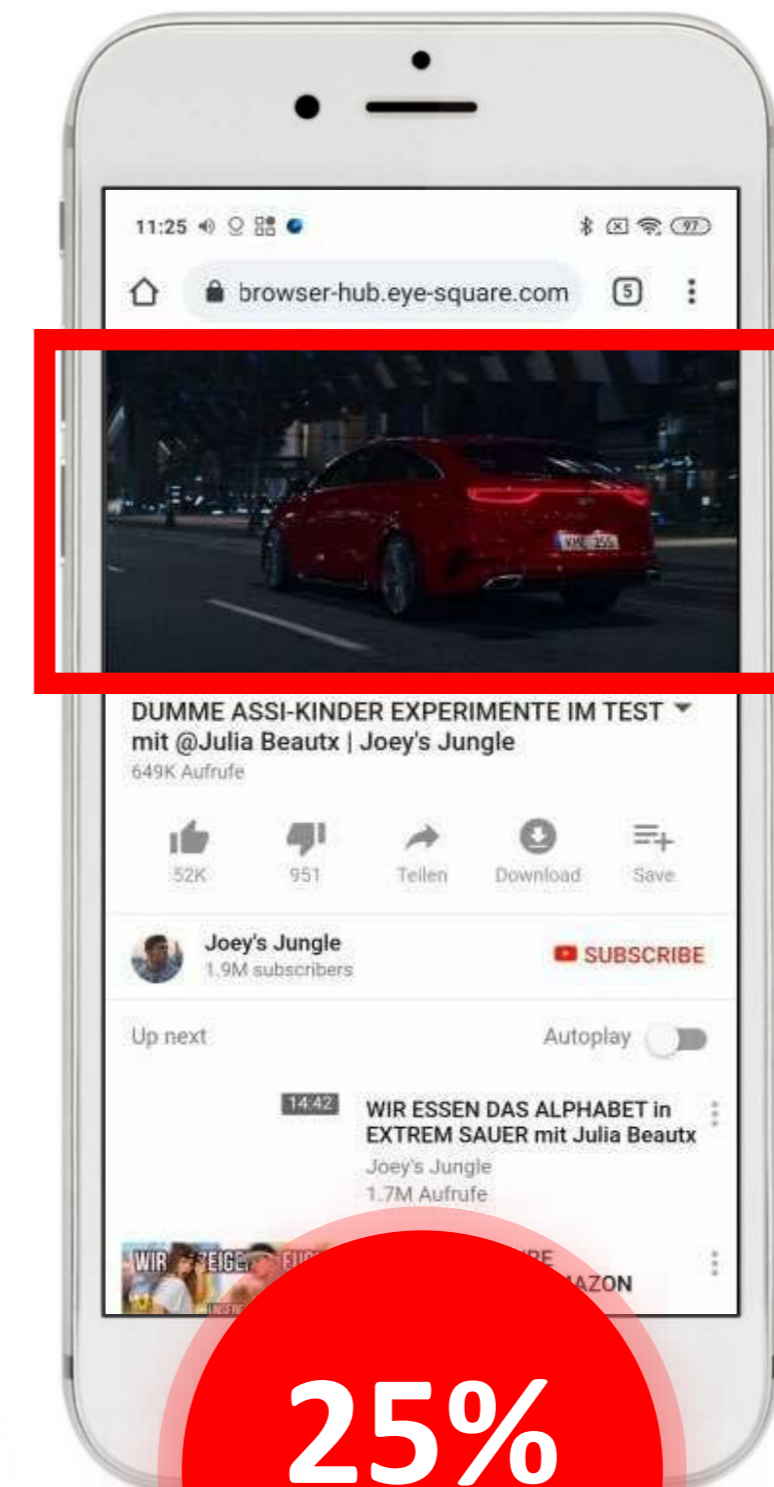 11:25
97
browser-hub.eye-square.com
5
DUMME ASSI-KINDER EXPERIMENTE IM TEST
mit @Julia Beautx | Joey's Jungle
649K Aufrufe
52K
951
Teilen
Download
Save
Joey's Jungle
1.9M subscribers
SUBSCRIBE
Up next
Autoplay
14:42
WIR ESSEN DAS ALPHABET in
EXTREM SAUER mit Julia Beautx
Joey's Jungle
1.7M Aufrufe
WIR
25%